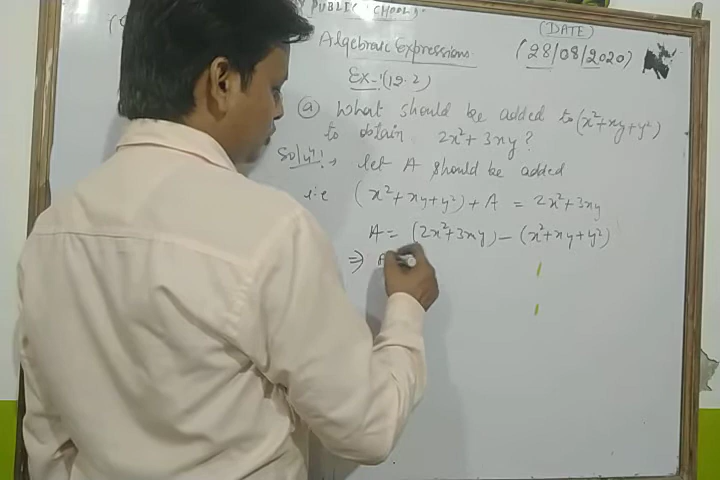 PUBLIC SCHOOL
(DATE)
Algebraic Expressions
(28/08/2020)
Ex-(12.2)
(a) What should be added to (x²+xy+y²)
to obtain 2x²+3xy?
Solyⁿ:→ let A should be added
i:e (x²+xy+y²)+A = 2x²+3xy
A = (2x²+3xy)-(x²+xy+y²)
⇒ A